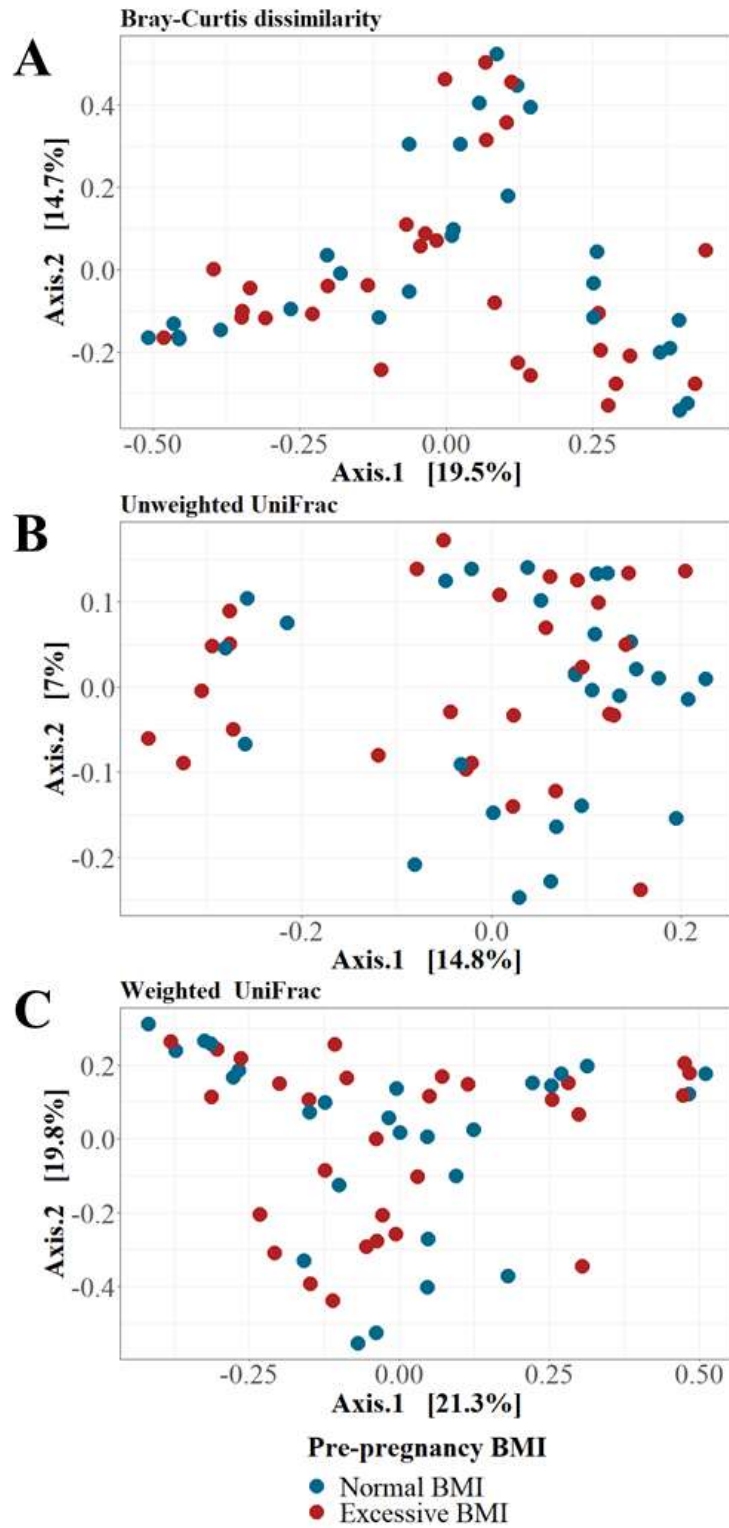 Bray-Curtis dissimilarity
A
Axis.2 [14.7%]
0.4
0.2
0.0
-0.2
-0.50 -0.25 0.00 0.25
Axis.1 [19.5%]
Unweighted UniFrac
B
Axis.2 [7%]
0.1
0.0
-0.1
-0.2
-0.2 0.0 0.2
Axis.1 [14.8%]
Weighted UniFrac
C
Axis.2 [19.8%]
0.2
0.0
-0.2
-0.4
-0.25 0.00 0.25 0.50
Axis.1 [21.3%]
Pre-pregnancy BMI
Normal BMI
Excessive BMI